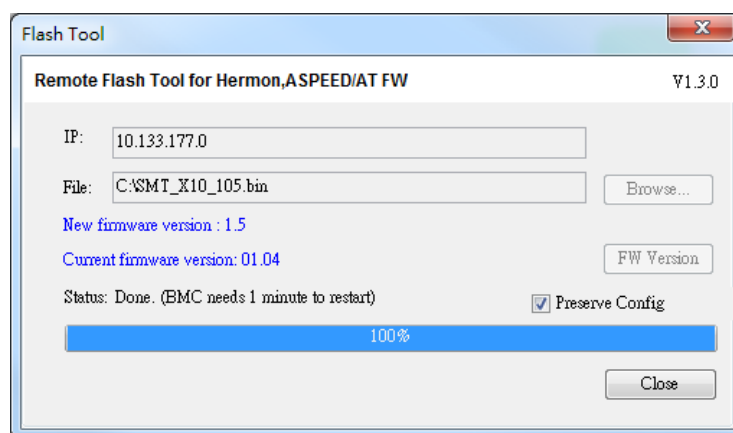 Flash Tool
Remote Flash Tool for Hermon,ASPEED/AT FW V1.3.0
IP: 10.133.177.0
File: C:\SMT_X10_105.bin Browse...
New firmware version : 1.5
Current firmware version: 01.04 FW Version
Status: Done. (BMC needs 1 minute to restart) Preserve Config
100%
Close